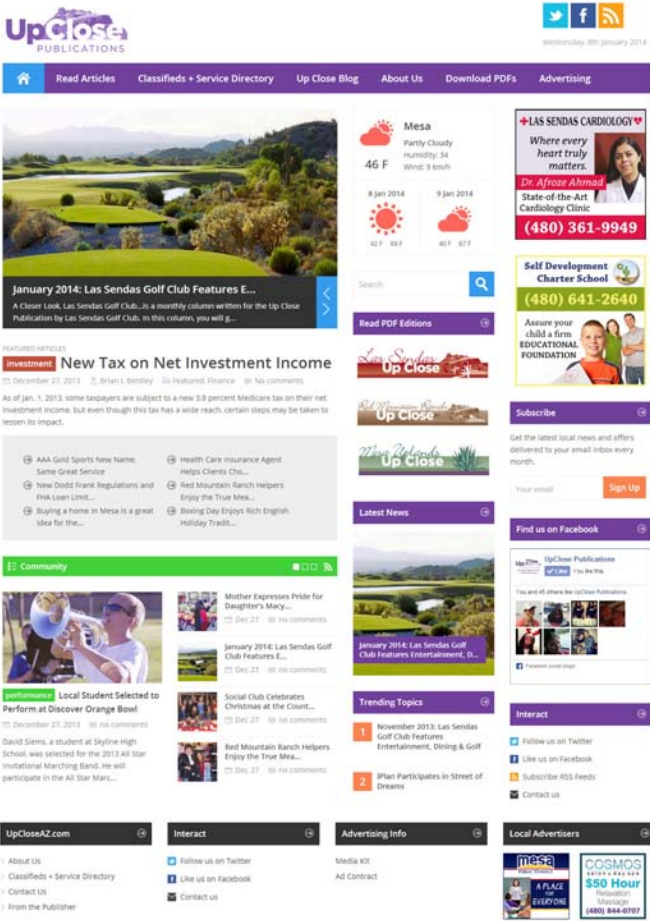 UpClose
PUBLICATIONS
Wednesday, 8th January 2014
Read Articles
Classifieds + Service Directory
Up Close Blog
About Us
Download PDFs
Advertising
January 2014: Las Sendas Golf Club Features E...
A Closer Look, Las Sendas Golf Club...is a monthly column written for the Up Close
Publication by Las Sendas Golf Club. In this column, you will g...
FEATURED ARTICLES
investment New Tax on Net Investment Income
December 27, 2013 Brian L Bentley Featured, Finance No comments
As of Jan. 1, 2013, some taxpayers are subject to a new 3.8 percent Medicare tax on their net
investment income, but even though this tax has a wide reach, certain steps may be taken to
lessen its impact.
AAA Gold Sports New Name,
Same Great Service
New Dodd Frank Regulations and
FHA Loan Limit...
Buying a home in Mesa is a great
idea for the...
Health Care Insurance Agent
Helps Clients Cho...
Red Mountain Ranch Helpers
Enjoy the True Mea...
Boxing Day Enjoys Rich English
Holiday Tradit...
Community
performance Local Student Selected to
Perform at Discover Orange Bowl
December 27, 2013 no comments
David Siems, a student at Skyline High
School, was selected for the 2013 All Star
Invitational Marching Band. He will
participate in the All Star Marc...
Mother Expresses Pride for
Daughter's Macy...
Dec 27 no comments
January 2014: Las Sendas Golf
Club Features E...
Dec 27 no comments
Social Club Celebrates
Christmas at the Count...
Dec 27 no comments
Red Mountain Ranch Helpers
Enjoy the True Mea...
Dec 27 no comments
Mesa
Partly Cloudy
Humidity: 34
Wind: 9 km/h
46 F
8 Jan 2014
9 Jan 2014
42 F
40 F 67 F
Search
Read PDF Editions
Las Sendas
Up Close
Red Mountain Ranch
Up Close
Mesa Uplands
Up Close
Latest News
January 2014: Las Sendas Golf
Club Features Entertainment, D...
Trending Topics
1
November 2013: Las Sendas
Golf Club Features
Entertainment, Dining & Golf
2
iPlan Participates in Street of
Dreams
LAS SENDAS CARDIOLOGY
Where every
heart truly
matters.
Dr. Afroze Ahmad
State-of-the-Art
Cardiology Clinic
(480) 361-9949
Self Development
Charter School
(480) 641-2640
Assure your
child a firm
EDUCATIONAL
FOUNDATION
Subscribe
Get the latest local news and offers
delivered to your email inbox every
month.
Your email
Sign Up
Find us on Facebook
UpClose Publications
Like You like this.
You and 45 others like UpClose Publications.
Facebook social plugin
Interact
Follow us on Twitter
Like us on Facebook
Subscribe RSS Feeds
Contact us
UpCloseAZ.com
About Us
Classifieds + Service Directory
Contact Us
From the Publisher
Interact
Follow us on Twitter
Like us on Facebook
Contact us
Advertising Info
Media Kit
Ad Contract
Local Advertisers
mesa
A PLACE
FOR
EVERYONE
COSMOS
salon • day spa
$50 Hour
Relaxation
Massage
(480) 844-0707